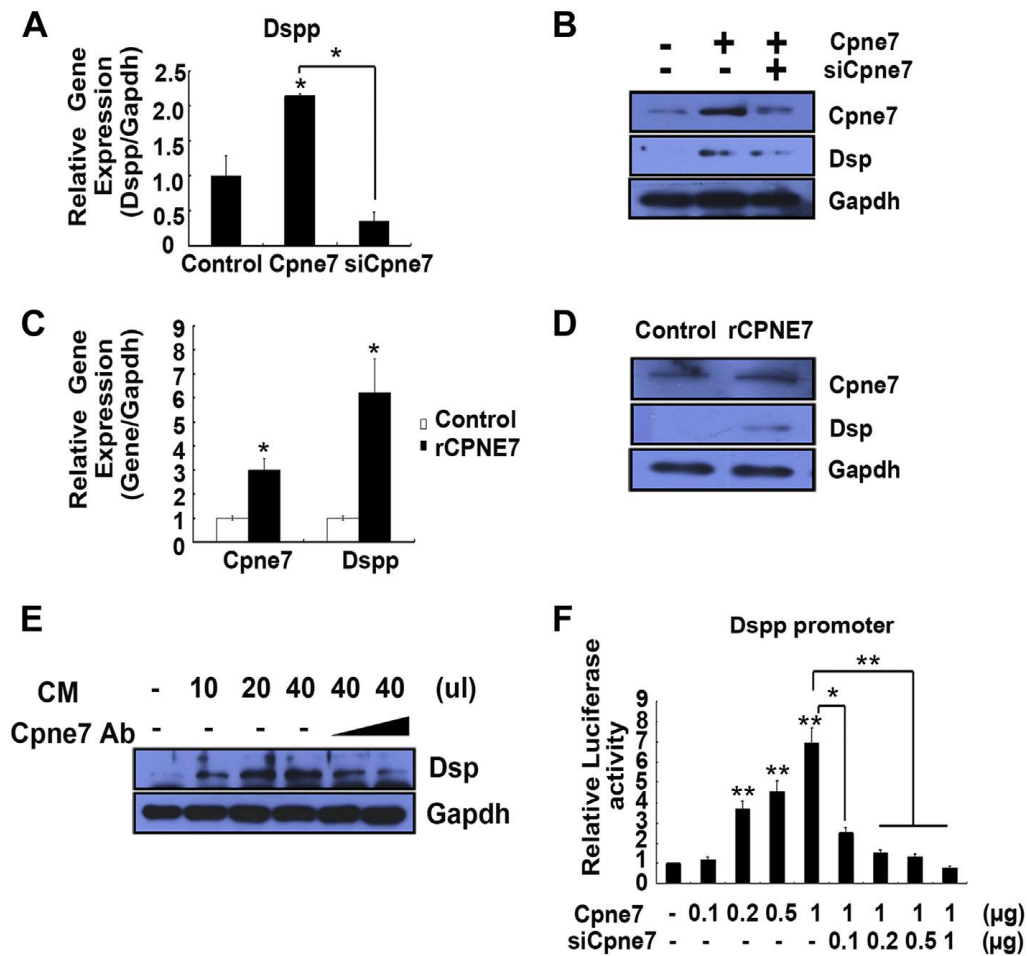 A
Dspp
*
*
Relative Gene
Expression
(Dspp/Gapdh)
2.5
2.0
1.5
1.0
0.5
0
Control Cpne7 siCpne7
B
- + + Cpne7
- - + siCpne7
Cpne7
Dsp
Gapdh
C
Relative Gene
Expression
(Gene/Gapdh)
9
8
7
6
5
4
3
2
1
0
*
*
Control
rCPNE7
Cpne7 Dspp
D
Control rCPNE7
Cpne7
Dsp
Gapdh
E
CM - 10 20 40 40 40 (ul)
Cpne7 Ab - - - -
Dsp
Gapdh
F
Dspp promoter
Relative Luciferase
activity
9
8
7
6
5
4
3
2
1
0
**
*
**
**
**
Cpne7 - 0.1 0.2 0.5 1 1 1 1 1 (µg)
siCpne7 - - - - - 0.1 0.2 0.5 1 (µg)